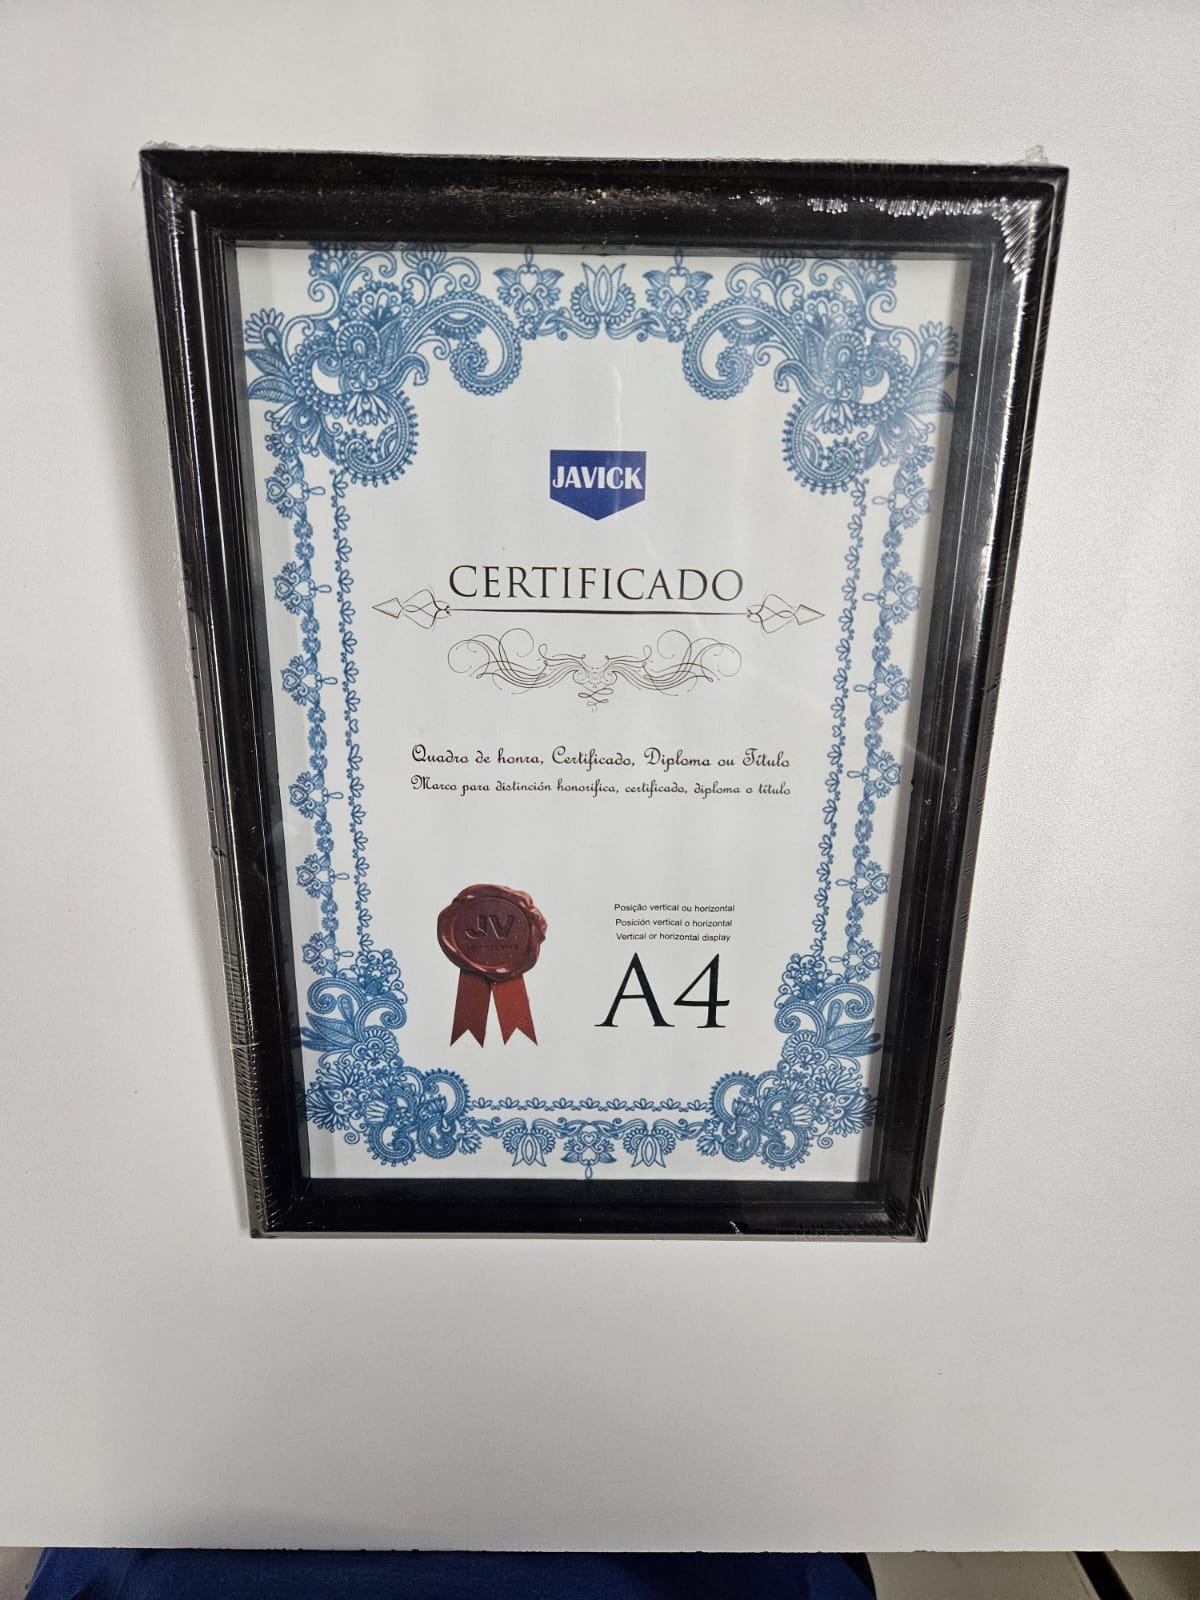 JAVICK
CERTIFICADO
Quadro de honra, Certificado, Diploma ou Título
Marco para distinción honorifica, certificado, diploma o título
JV
Posição vertical ou horizontal
Posición vertical o horizontal
Vertical or horizontal display
A4